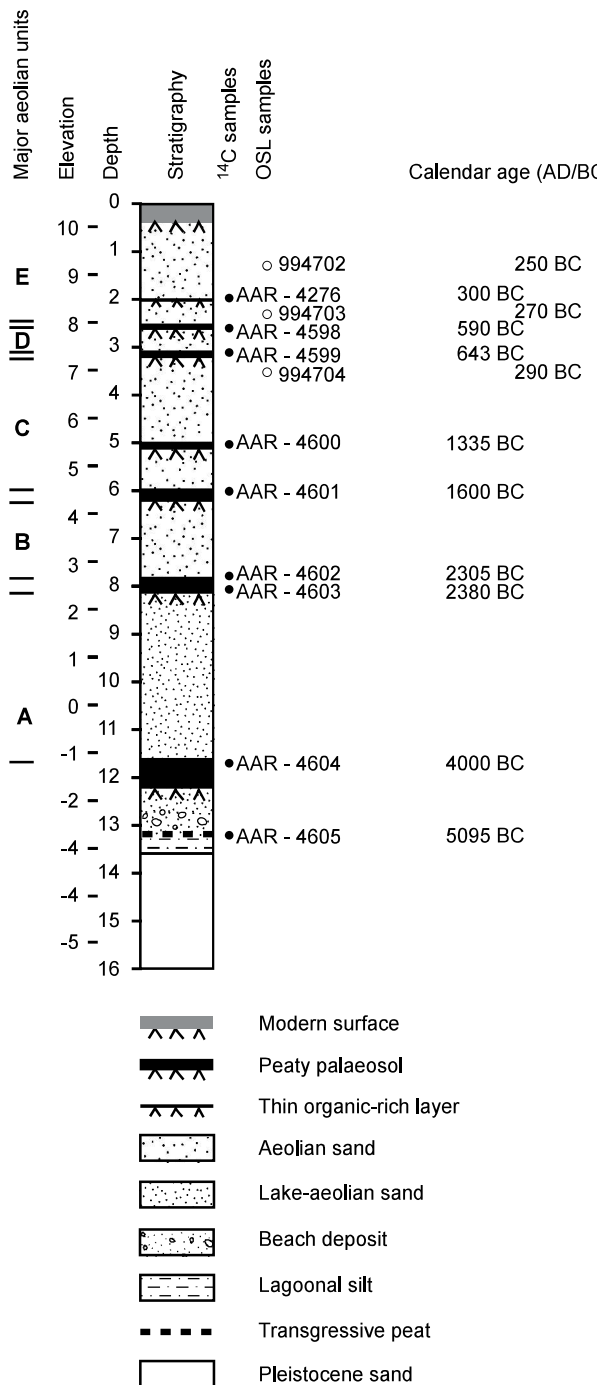 Major aeolian units
Elevation
Depth
Stratigraphy
14C samples
OSL samples
Calendar age (AD/BC
0
10
1
994702 250 BC
E
9
2
AAR - 4276 300 BC
994703 270 BC
8
AAR - 4598 590 BC
D
3
AAR - 4599 643 BC
7
994704 290 BC
4
6
C
5
AAR - 4600 1335 BC
5
6
AAR - 4601 1600 BC
4
7
B
3
AAR - 4602 2305 BC
8
AAR - 4603 2380 BC
2
9
1
10
0
A
11
-1
AAR - 4604 4000 BC
12
-2
13
AAR - 4605 5095 BC
-4
14
-4
15
-5
16
Modern surface
Peaty palaeosol
Thin organic-rich layer
Aeolian sand
Lake-aeolian sand
Beach deposit
Lagoonal silt
Transgressive peat
Pleistocene sand